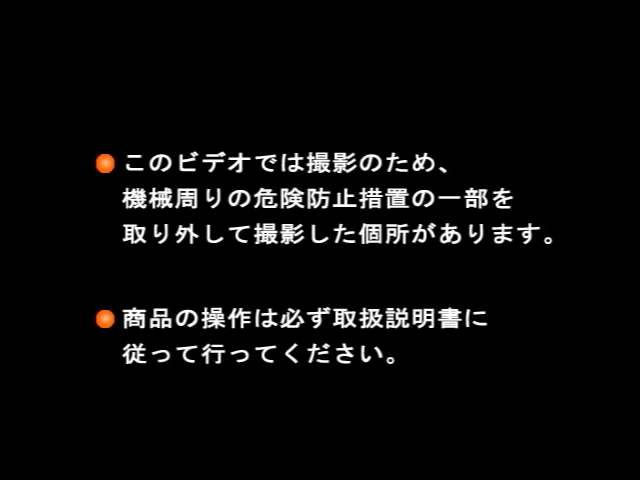 このビデオでは撮影のため、
機械周りの危険防止措置の一部を
取り外して撮影した個所があります。
商品の操作は必ず取扱説明書に
従って行ってください。